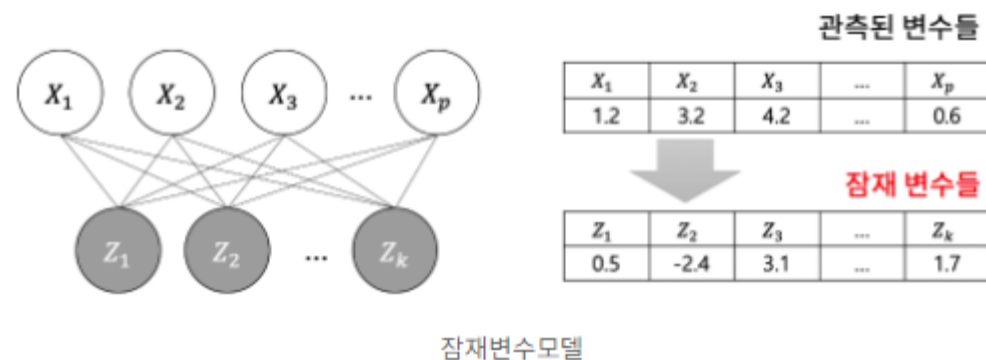 관측된 변수들
X₁ X₂ X₃ ... Xₚ
X₁ X₂ X₃ ... Xₚ
1.2 3.2 4.2 ... 0.6
잠재 변수들
Z₁ Z₂ ... Zₖ
Z₁ Z₂ Z₃ ... Zₖ
0.5 -2.4 3.1 ... 1.7
잠재변수모델